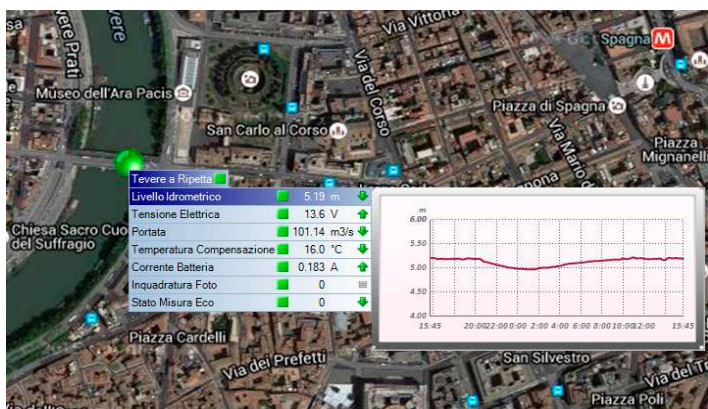 Via Vittoria
Spagna M
Museo dell'Ara Pacis
Via del Corso
Piazza di Spagna
San Carlo al Corso
Piazza
Mignanelli
Tevere a Ripetta
Livello Idrometrico 5.19 m
Tensione Elettrica 13.6 V
Portata 101.14 m3/s
Temperatura Compensazione 16.0 °C
Corrente Batteria 0.183 A
Inquadratura Foto 0
Stato Misura Eco 0
Chiesa Sacro Cuo
del Suffragio
m
6.00
5.50
5.00
4.50
4.00
15:45 20:00 22:00 0:00 2:00 4:00 6:00 8:00 10:00 12:00 15:45
Piazza Cardelli
Via dei Prefetti
San Silvestro
Via del Tr
Piazza Poli